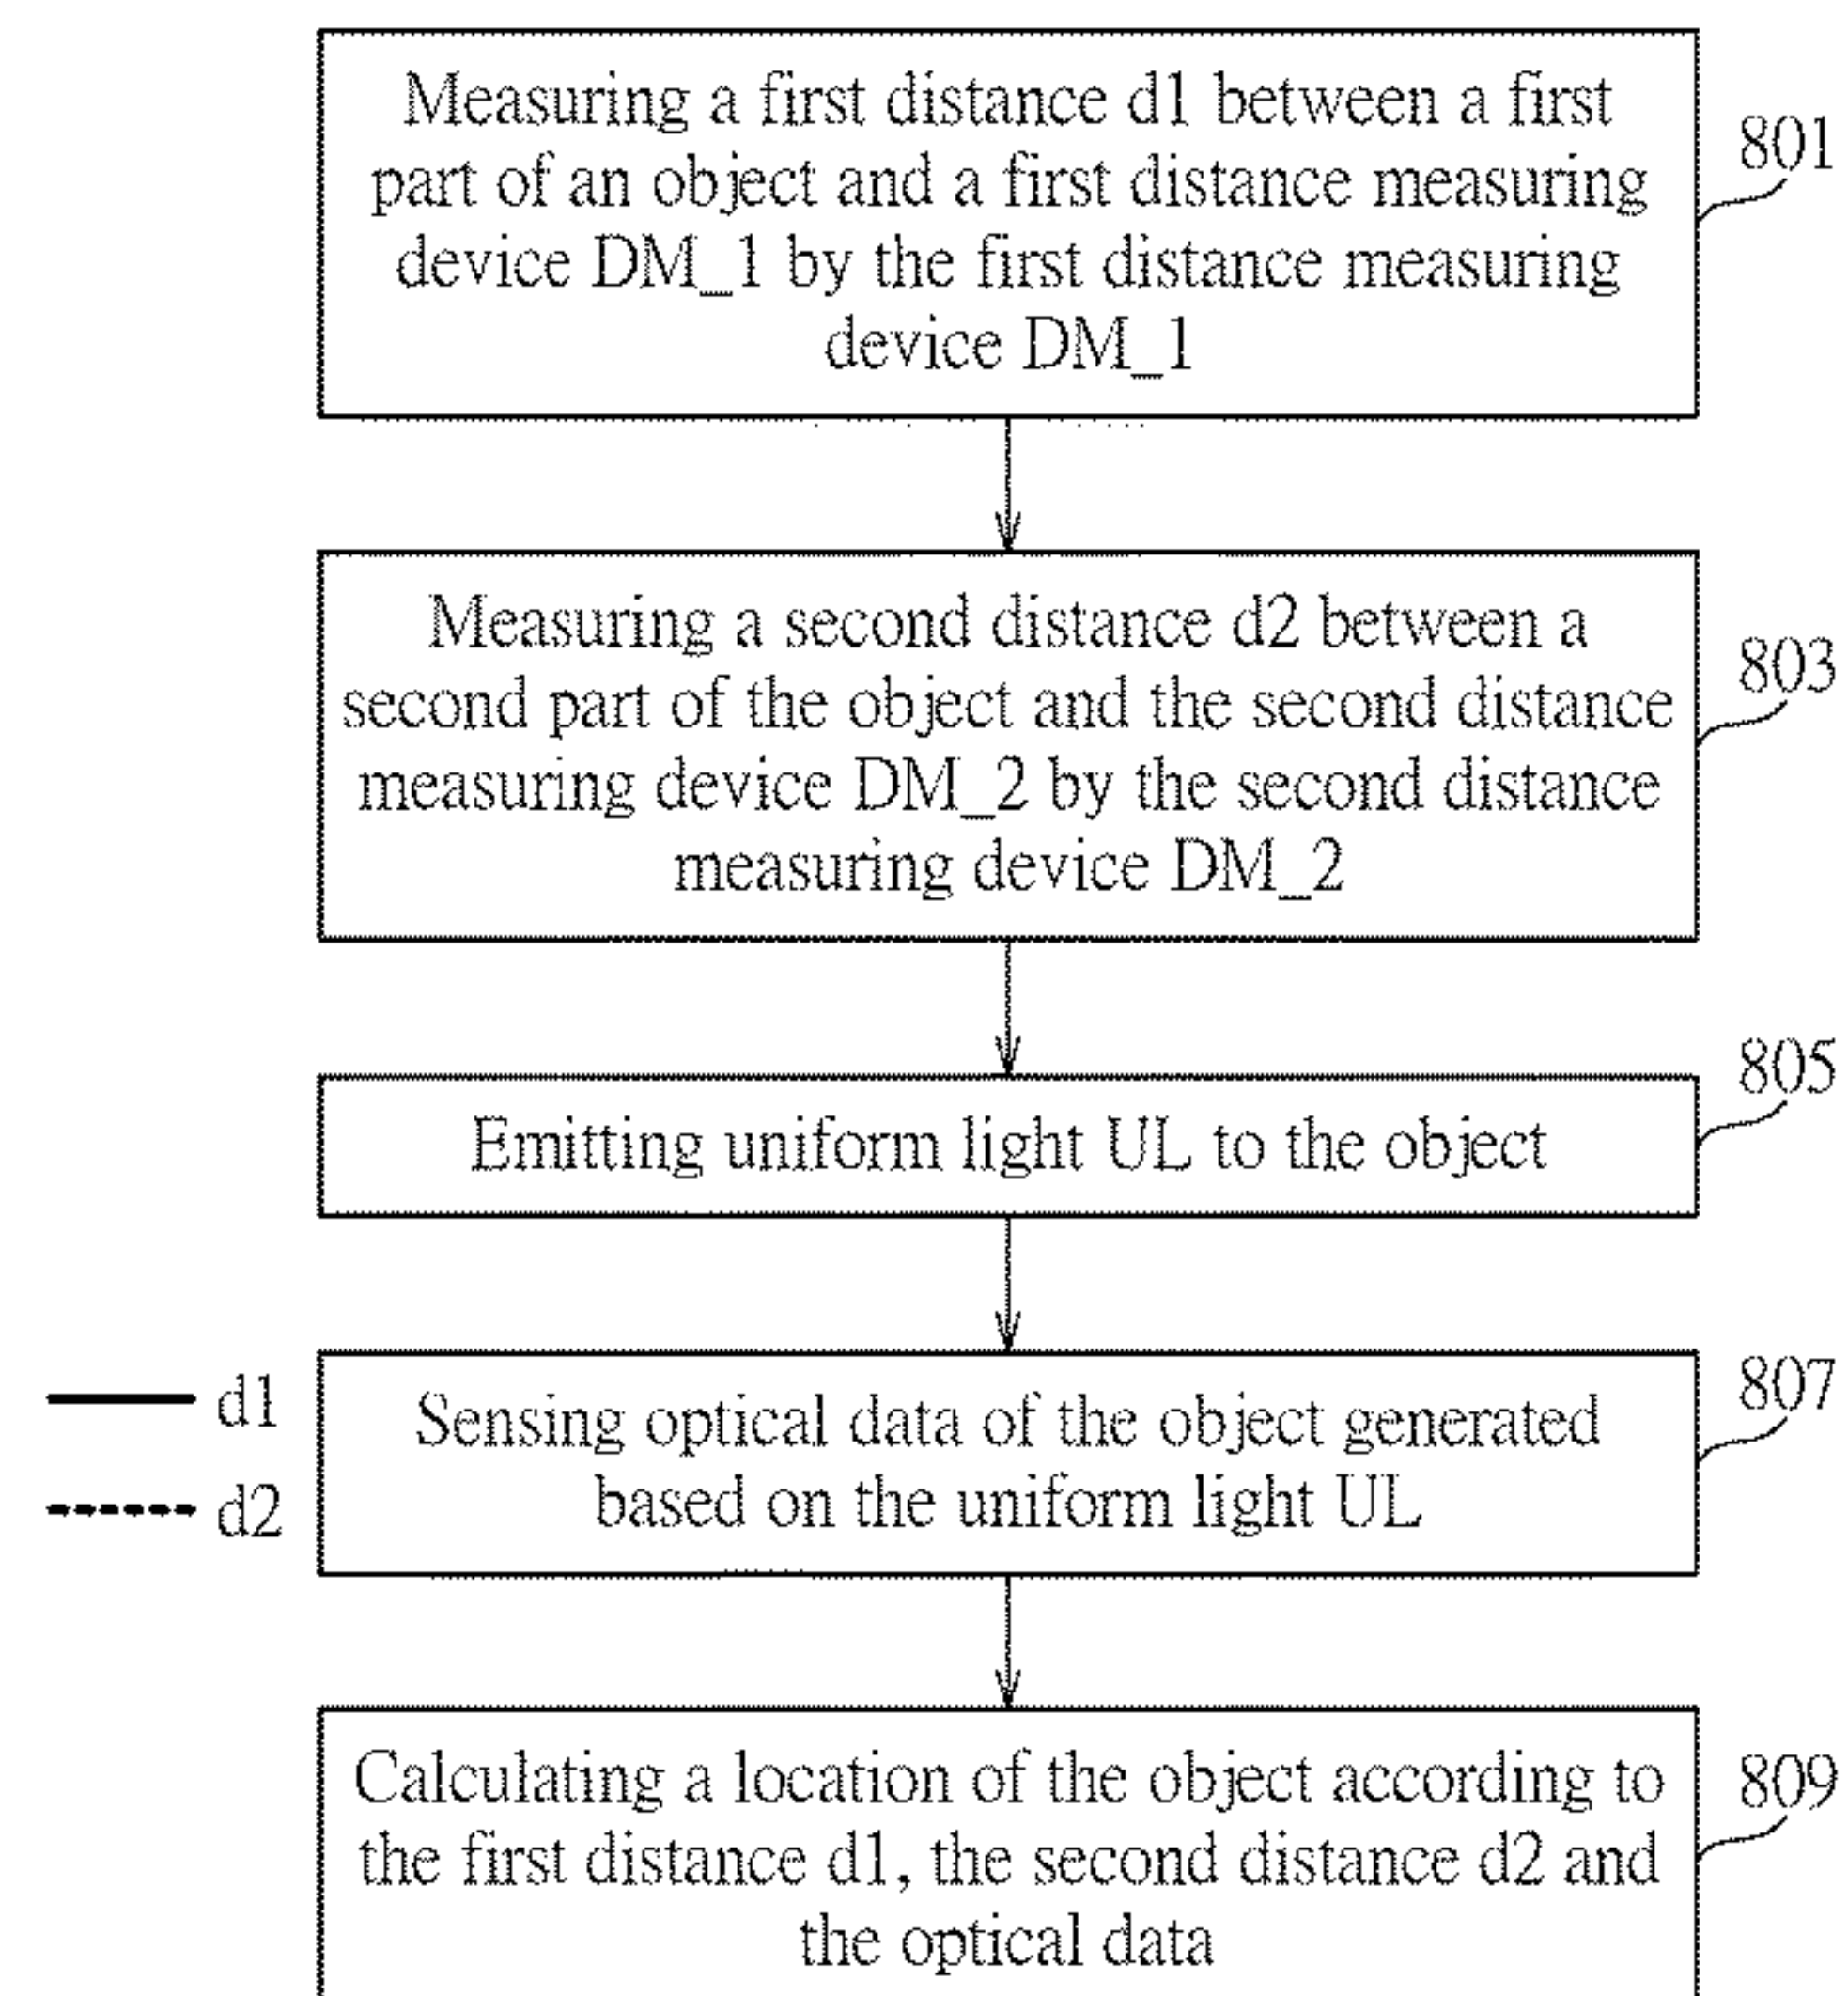 Measuring a first distance d1 between a first
part of an object and a first distance measuring
device DM_1 by the first distance measuring
device DM_1
801
Measuring a second distance d2 between a
second part of the object and the second distance
measuring device DM_2 by the second distance
measuring device DM_2
803
Emitting uniform light UL to the object
805
Sensing optical data of the object generated
based on the uniform light UL
807
d1
d2
Calculating a location of the object according to
the first distance d1, the second distance d2 and
the optical data
809